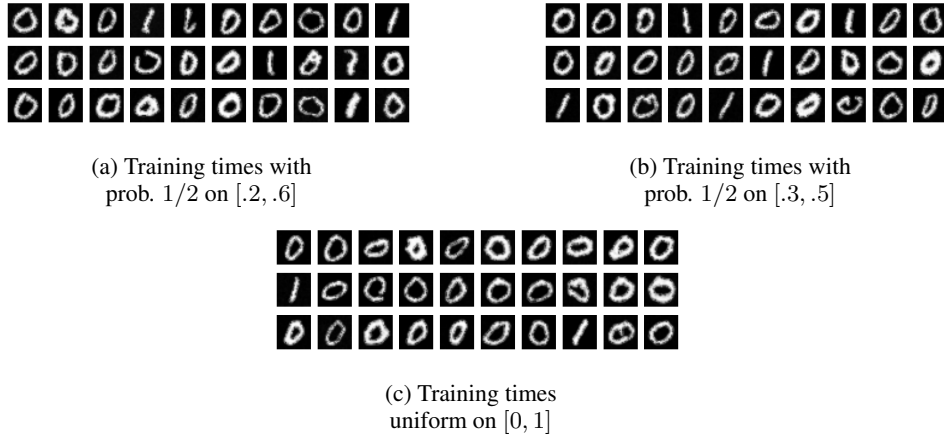 (a) Training times with
prob. 1/2 on [.2, .6]
(b) Training times with
prob. 1/2 on [.3, .5]
(c) Training times
uniform on [0, 1]